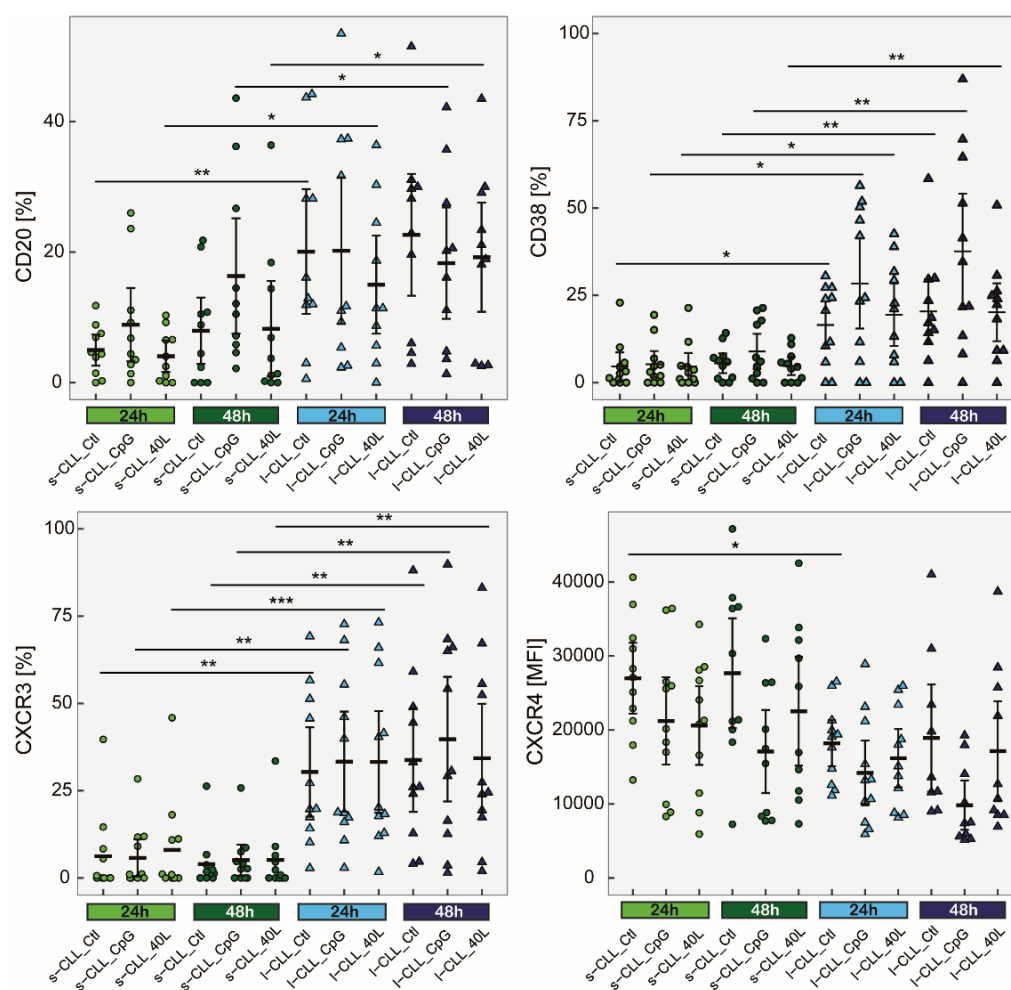 CD20 [%]
40
20
0
**
*
*
*
24h
48h
24h
48h
s−CLL_Ctl
s−CLL_CpG
s−CLL_40L
s−CLL_Ctl
s−CLL_CpG
s−CLL_40L
l−CLL_Ctl
l−CLL_CpG
l−CLL_40L
l−CLL_Ctl
l−CLL_CpG
l−CLL_40L
CD38 [%]
100
75
50
25
0
**
**
**
*
*
*
24h
48h
24h
48h
s−CLL_Ctl
s−CLL_CpG
s−CLL_40L
s−CLL_Ctl
s−CLL_CpG
s−CLL_40L
l−CLL_Ctl
l−CLL_CpG
l−CLL_40L
l−CLL_Ctl
l−CLL_CpG
l−CLL_40L
CXCR3 [%]
100
75
50
25
0
**
**
**
***
**
**
24h
48h
24h
48h
s−CLL_Ctl
s−CLL_CpG
s−CLL_40L
s−CLL_Ctl
s−CLL_CpG
s−CLL_40L
l−CLL_Ctl
l−CLL_CpG
l−CLL_40L
l−CLL_Ctl
l−CLL_CpG
l−CLL_40L
CXCR4 [MFI]
40000
30000
20000
10000
0
*
24h
48h
24h
48h
s−CLL_Ctl
s−CLL_CpG
s−CLL_40L
s−CLL_Ctl
s−CLL_CpG
s−CLL_40L
l−CLL_Ctl
l−CLL_CpG
l−CLL_40L
l−CLL_Ctl
l−CLL_CpG
l−CLL_40L